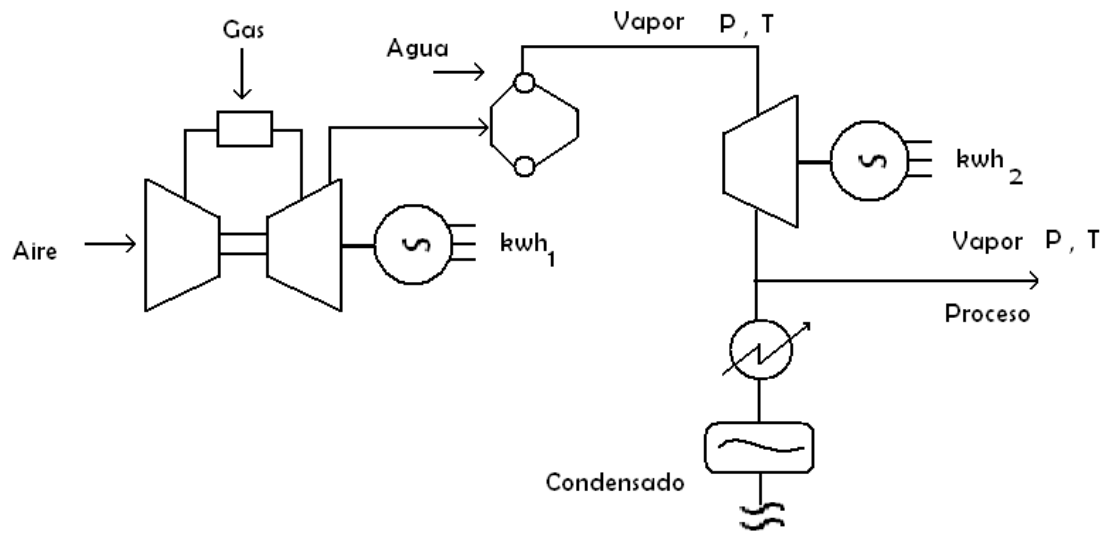 Gas
Vapor P , T
Agua
Aire
kwh1
kwh2
Vapor P , T
Proceso
Condensado